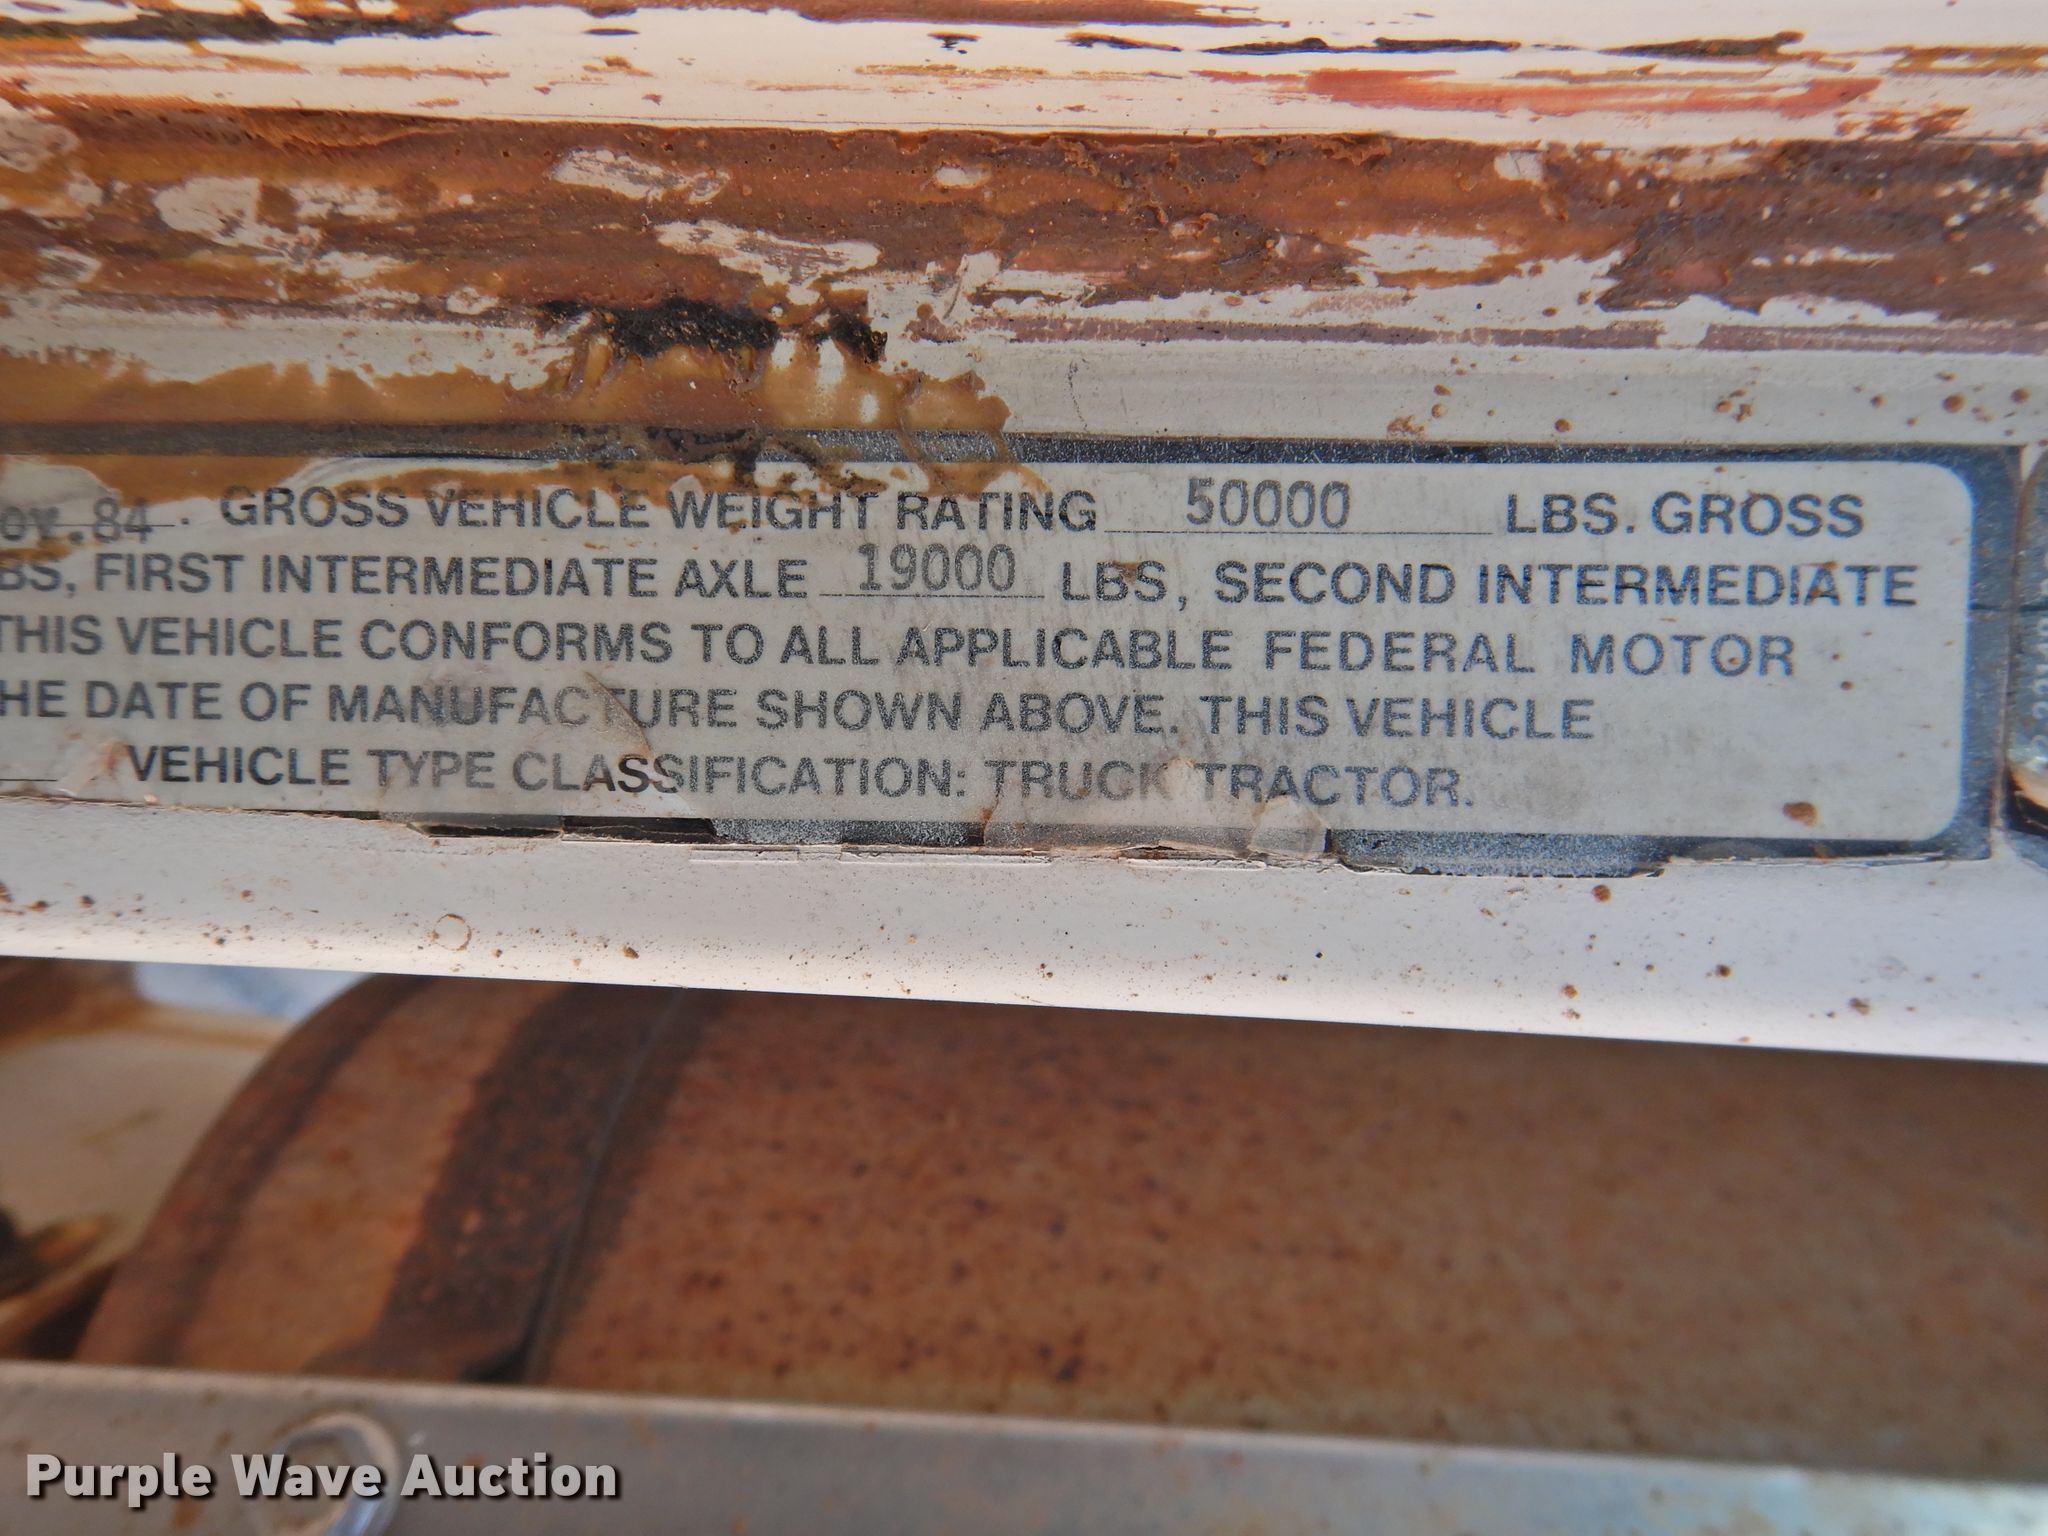 ov.84. GROSS VEHICLE WEIGHT RATING 50000 LBS. GROSS
BS, FIRST INTERMEDIATE AXLE 19000 LBS, SECOND INTERMEDIATE
THIS VEHICLE CONFORMS TO ALL APPLICABLE FEDERAL MOTOR
HE DATE OF MANUFACTURE SHOWN ABOVE. THIS VEHICLE
VEHICLE TYPE CLASSIFICATION: TRUCK TRACTOR.
Purple Wave Auction